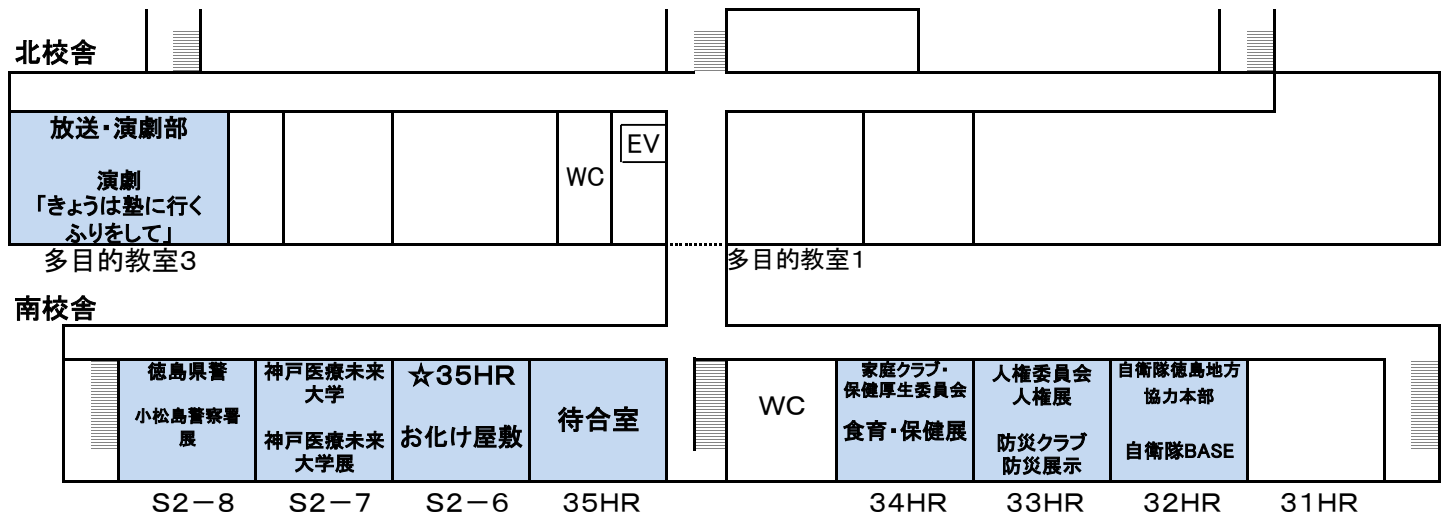 北校舎
放送・演劇部
演劇
「きょうは塾に行く
ふりをして」
WC
EV
多目的教室3
多目的教室1
南校舎
徳島県警
小松島警察署
展
神戸医療未来
大学
神戸医療未来
大学展
☆35HR
お化け屋敷
待合室
WC
家庭クラブ・
保健厚生委員会
食育・保健展
人権委員会
人権展
防災クラブ
防災展示
自衛隊徳島地方
協力本部
自衛隊BASE
S2-8
S2-7
S2-6
35HR
34HR
33HR
32HR
31HR